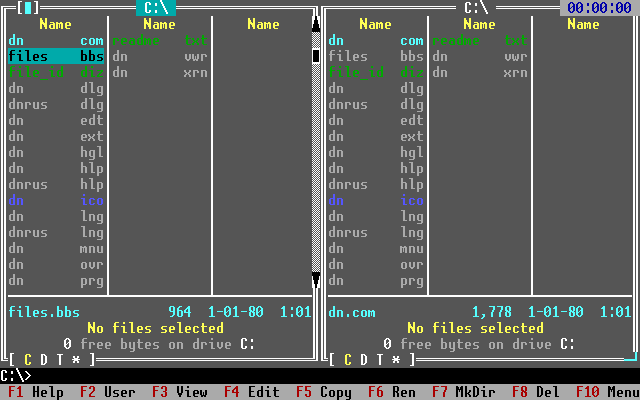 [ ] C:\ C:\ 00:00:00
Name Name Name Name Name Name
dn com readme txt dn com readme txt
files bbs dn vwr files bbs dn vwr
file_id diz dn xrn file_id diz dn xrn
dn dlg dn dlg
dnrus dlg dnrus dlg
dn edt dn edt
dn ext dn ext
dn hgl dn hgl
dn hlp dn hlp
dnrus hlp dnrus hlp
dn ico dn ico
dn lng dn lng
dnrus lng dnrus lng
dn mnu dn mnu
dn ovr dn ovr
dn prg dn prg
files.bbs 964 1-01-80 1:01 dn.com 1,778 1-01-80 1:01
No files selected No files selected
0 free bytes on drive C: 0 free bytes on drive C:
[ C D T * ] [ C D T * ]
C:\>
F1 Help F2 User F3 View F4 Edit F5 Copy F6 Ren F7 MkDir F8 Del F10 Menu